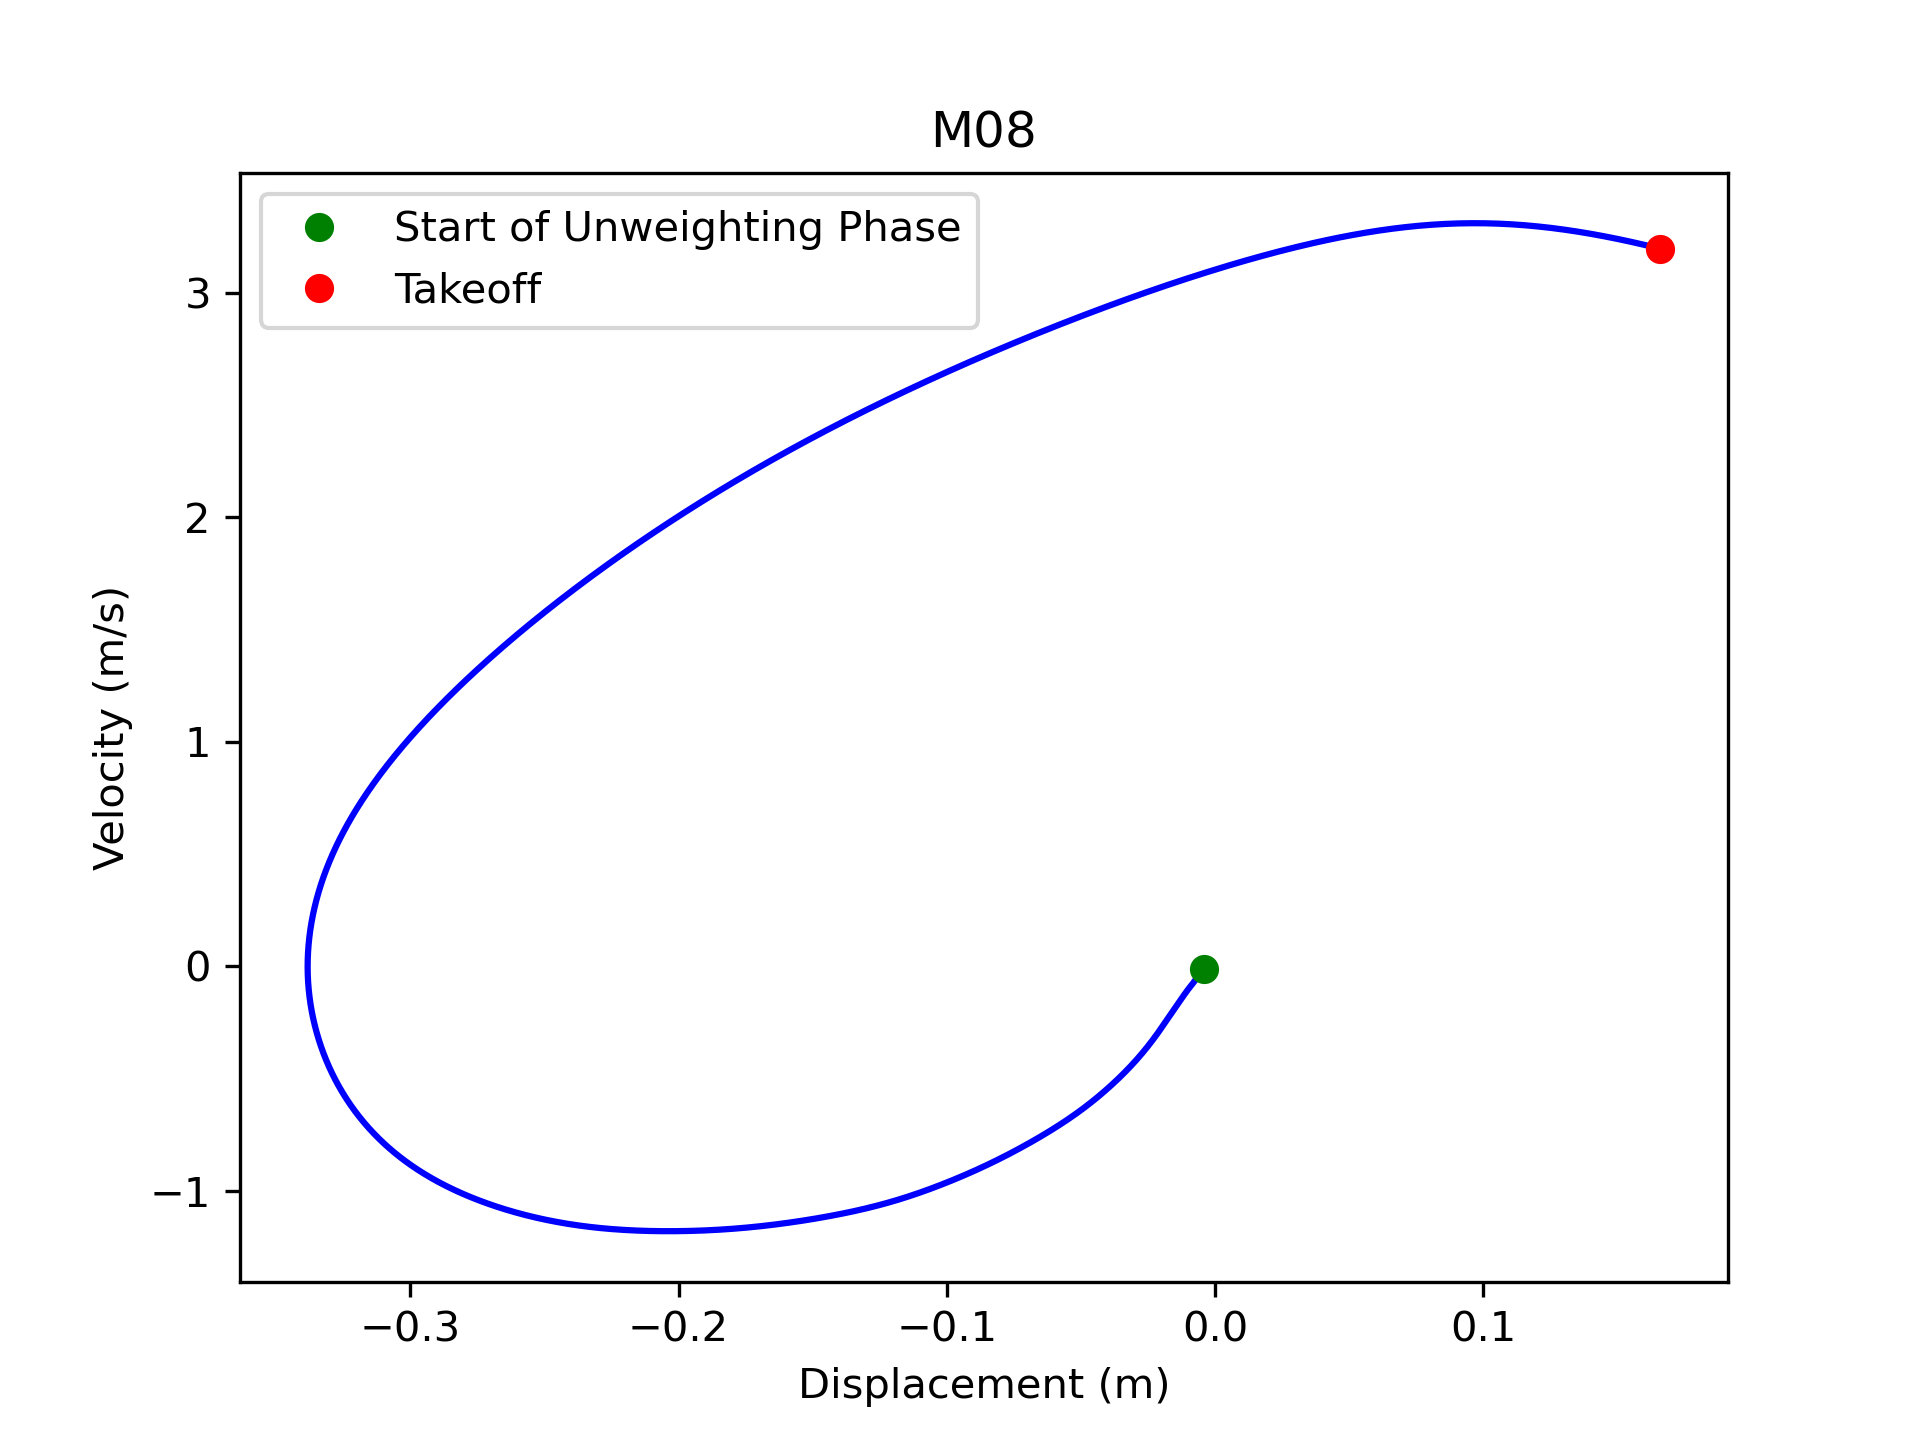 M08
Start of Unweighting Phase
Takeoff
3
2
1
0
−1
Velocity (m/s)
−0.3 −0.2 −0.1 0.0 0.1
Displacement (m)